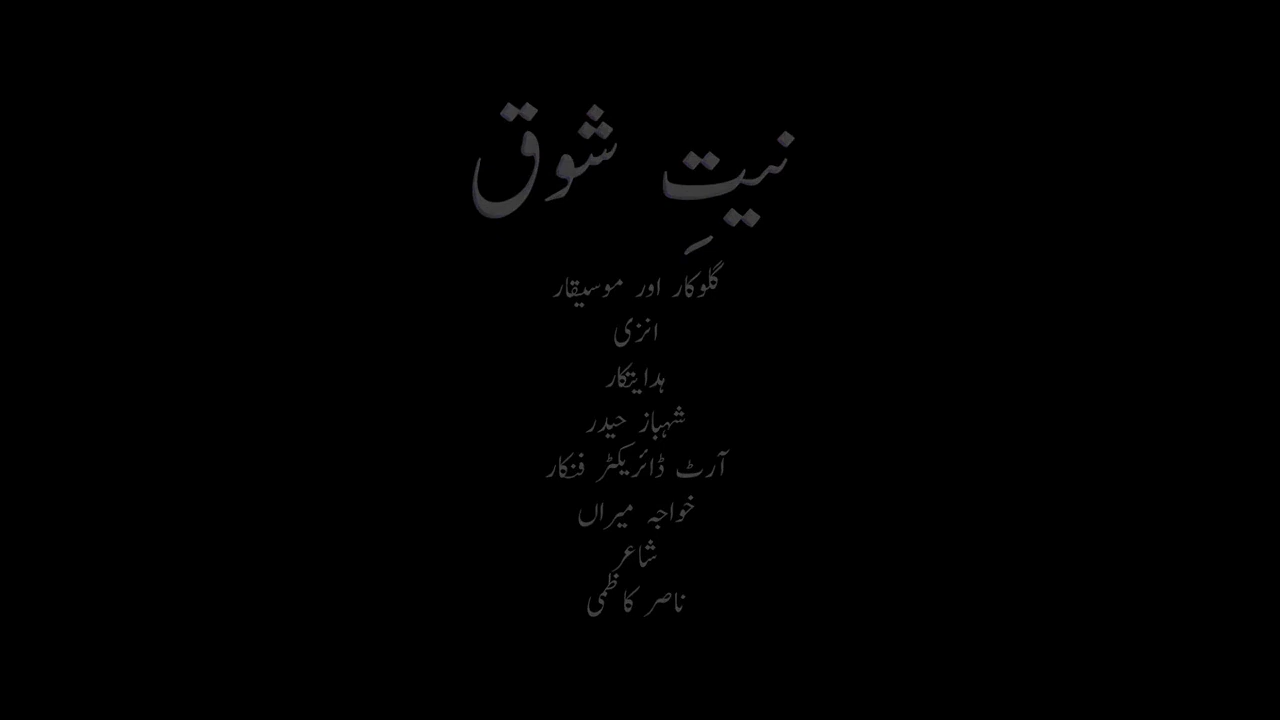 نیتِ شوق
گلوکار اور موسیقار
انزی
ہدایتکار
شہباز حیدر
آرٹ ڈائریکٹر فنکار
خواجہ میراں
شاعر
ناصر کاظمی